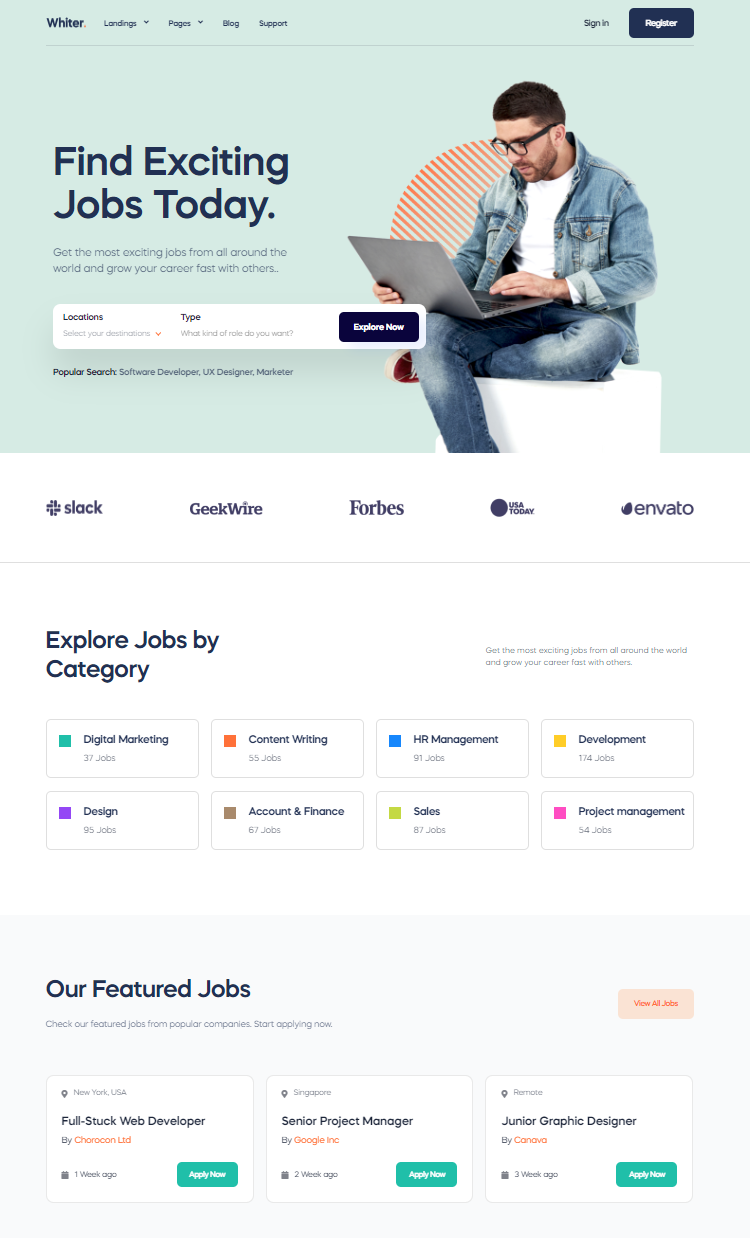 Whiter. Landings Pages Blog Support Sign in Register
Find Exciting
Jobs Today.
Get the most exciting jobs from all around the
world and grow your career fast with others..
Locations Type
Select your destinations What kind of role do you want?
Explore Now
Popular Search: Software Developer, UX Designer, Marketer
slack GeekWire Forbes USA TODAY. envato
Explore Jobs by
Category
Get the most exciting jobs from all around the world
and grow your career fast with others.
Digital Marketing Content Writing HR Management Development
37 Jobs 55 Jobs 91 Jobs 174 Jobs
Design Account & Finance Sales Project management
95 Jobs 67 Jobs 87 Jobs 54 Jobs
Our Featured Jobs
View All Jobs
Check our featured jobs from popular companies. Start applying now.
New York, USA Singapore Remote
Full-Stuck Web Developer Senior Project Manager Junior Graphic Designer
By Chorocon Ltd By Google Inc By Canava
1 Week ago Apply Now 2 Week ago Apply Now 3 Week ago Apply Now